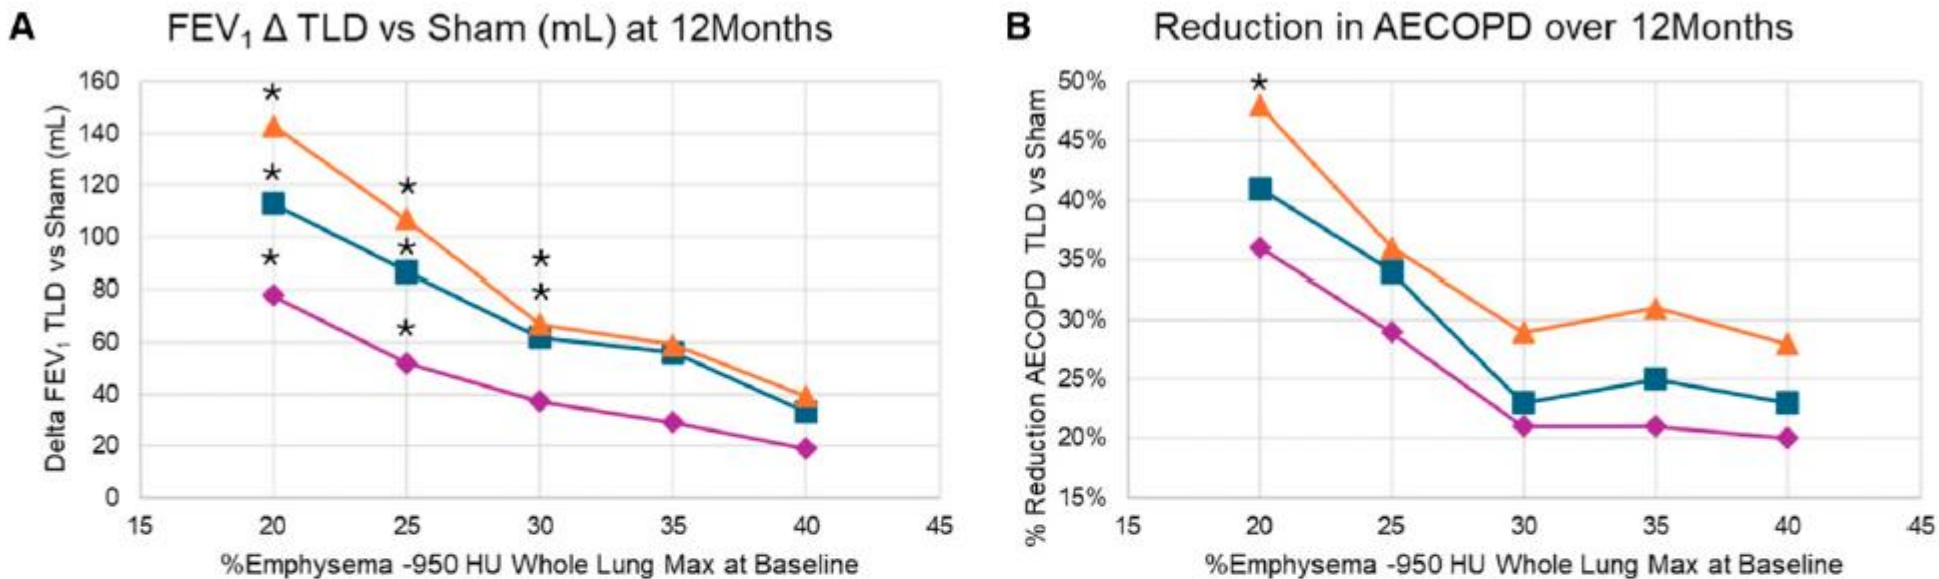 A
FEV₁ Δ TLD vs Sham (mL) at 12Months
Delta FEV₁ TLD vs Sham (mL)
160
140
120
100
80
60
40
20
0
*
*
*
*
*
*
*
*
15 20 25 30 35 40 45
%Emphysema -950 HU Whole Lung Max at Baseline
B
Reduction in AECOPD over 12Months
% Reduction AECOPD TLD vs Sham
50%
45%
40%
35%
30%
25%
20%
15%
*
15 20 25 30 35 40 45
%Emphysema -950 HU Whole Lung Max at Baseline